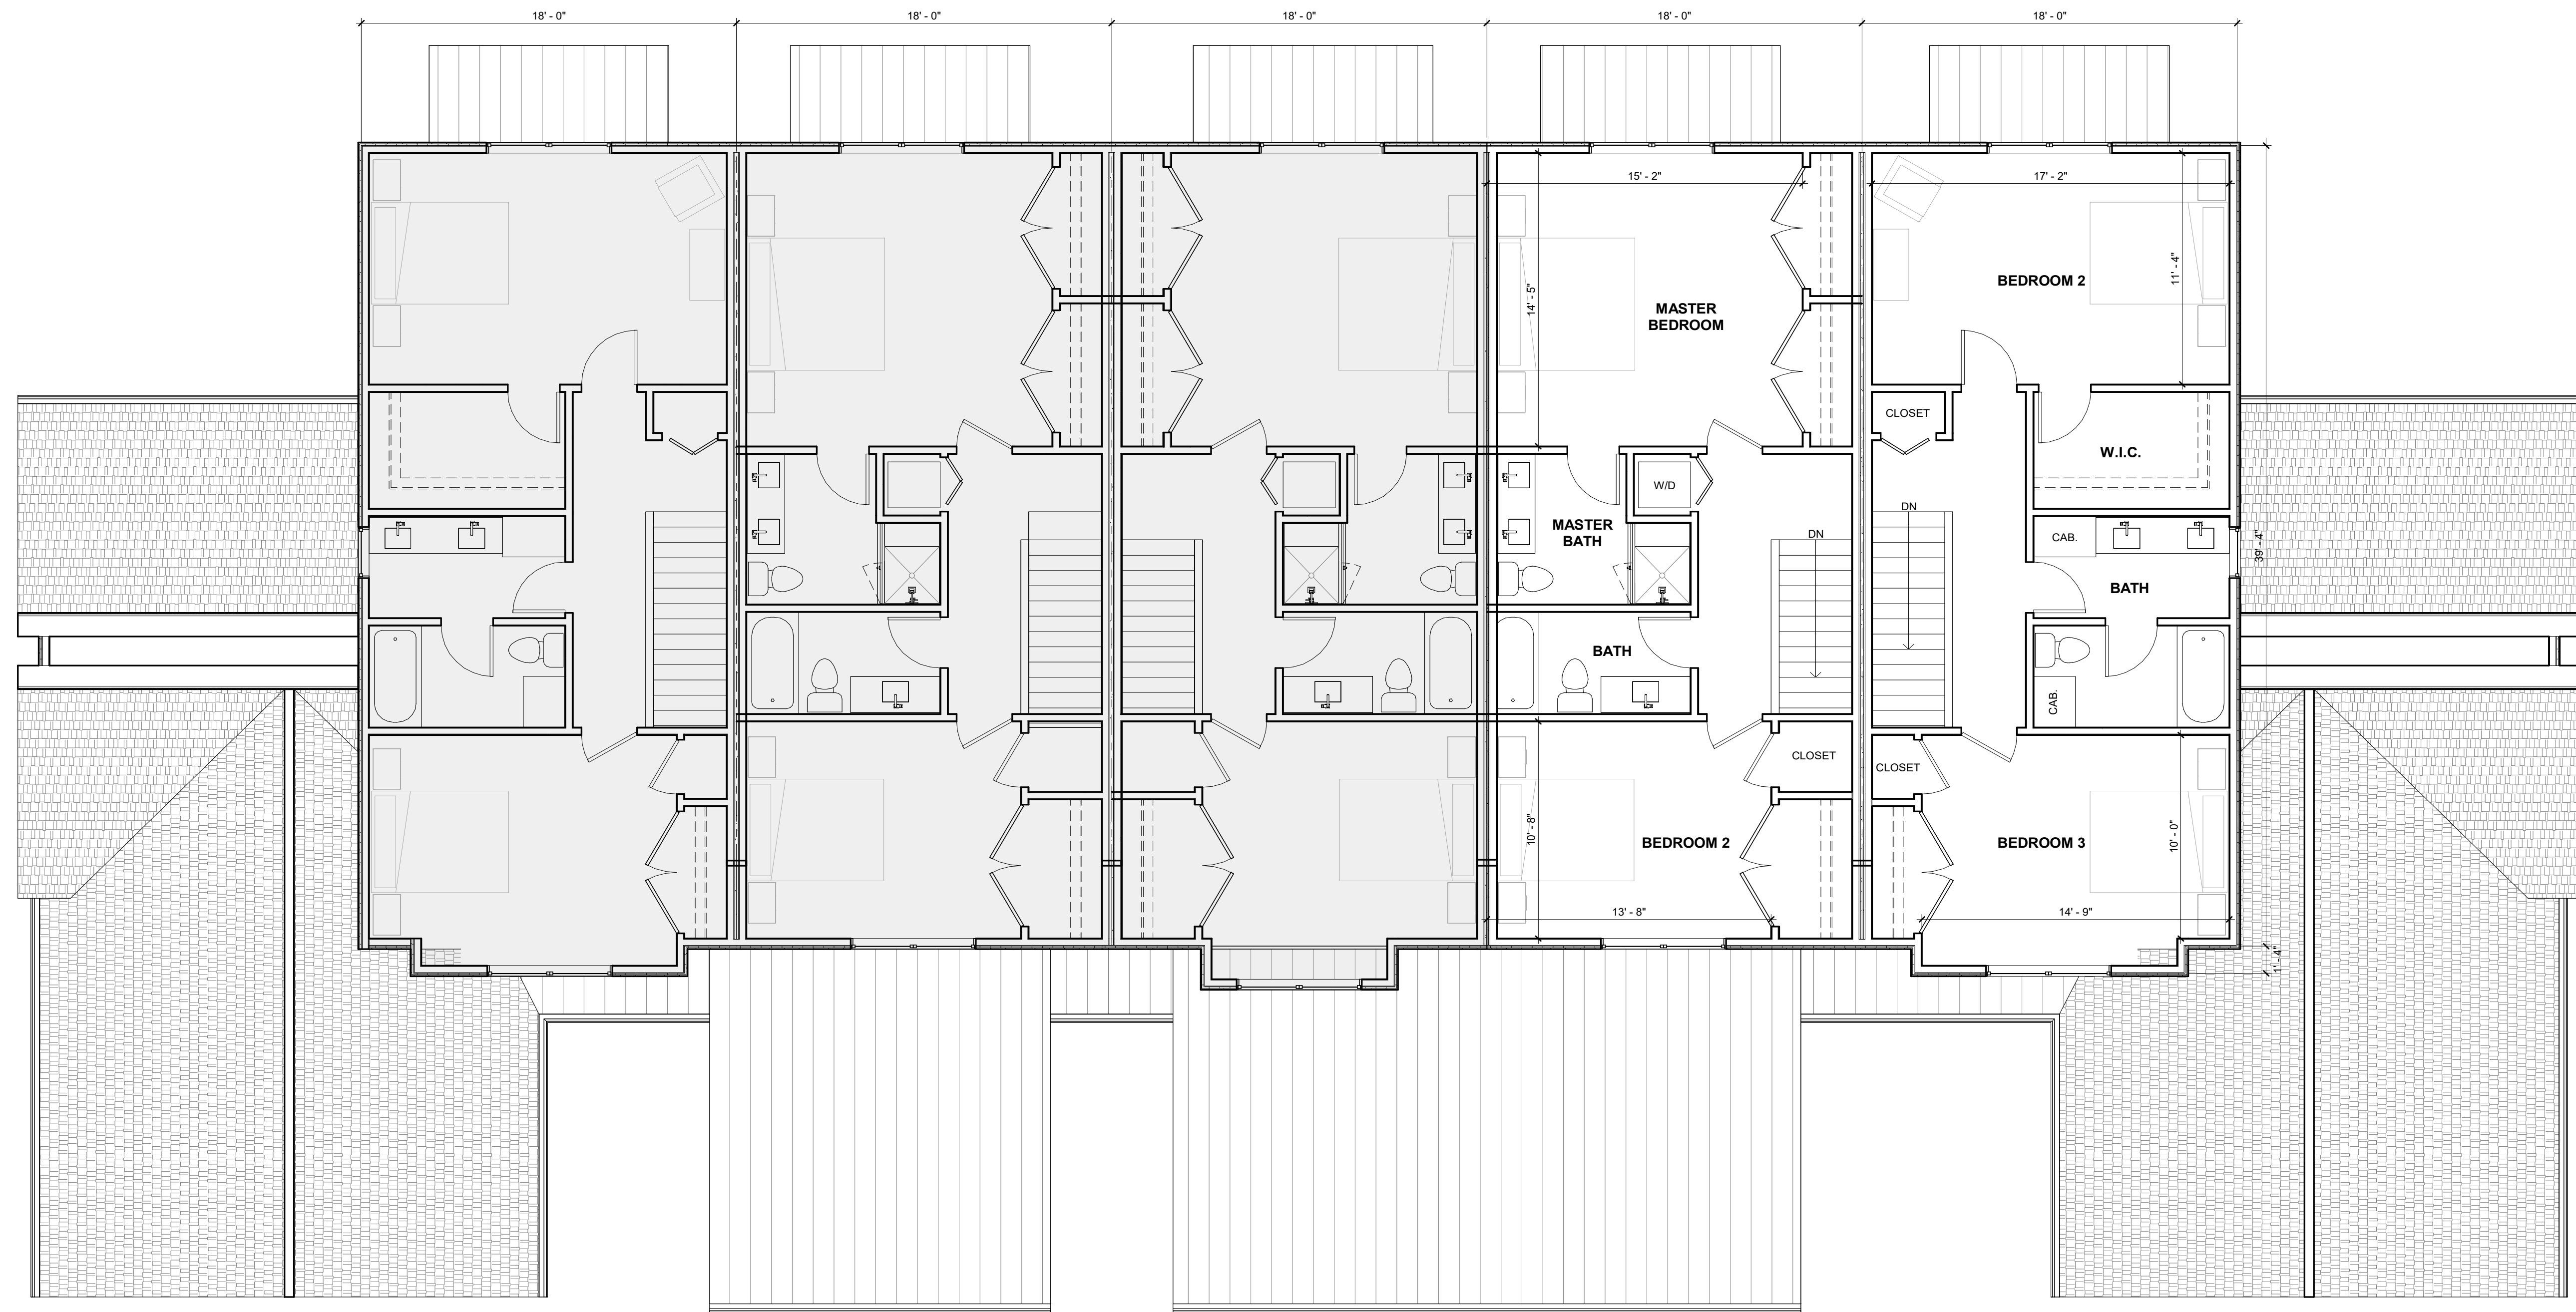 18' - 0"
18' - 0"
18' - 0"
18' - 0"
18' - 0"
15' - 2"
17' - 2"
14' - 5"
MASTER
BEDROOM
BEDROOM 2
11' - 4"
CLOSET
W.I.C.
W/D
DN
MASTER
BATH
DN
CAB.
39' - 4"
BATH
BATH
CAB.
CLOSET
CLOSET
10' - 8"
BEDROOM 2
BEDROOM 3
10' - 0"
13' - 8"
14' - 9"
1' - 4"